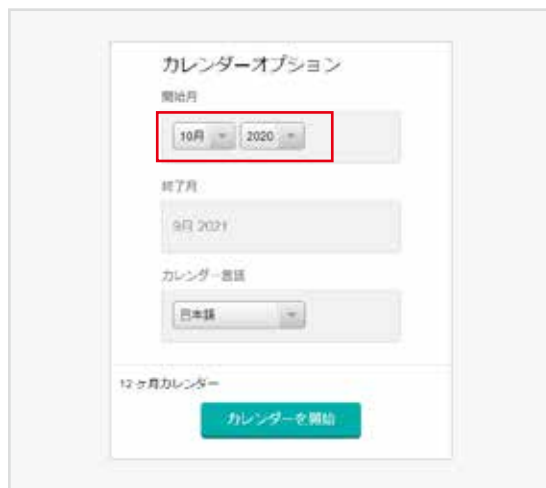 カレンダーオプション
開始月
10月 2020
終了月
9月 2021
カレンダー言語
日本語
12ヶ月カレンダー
カレンダーを開始